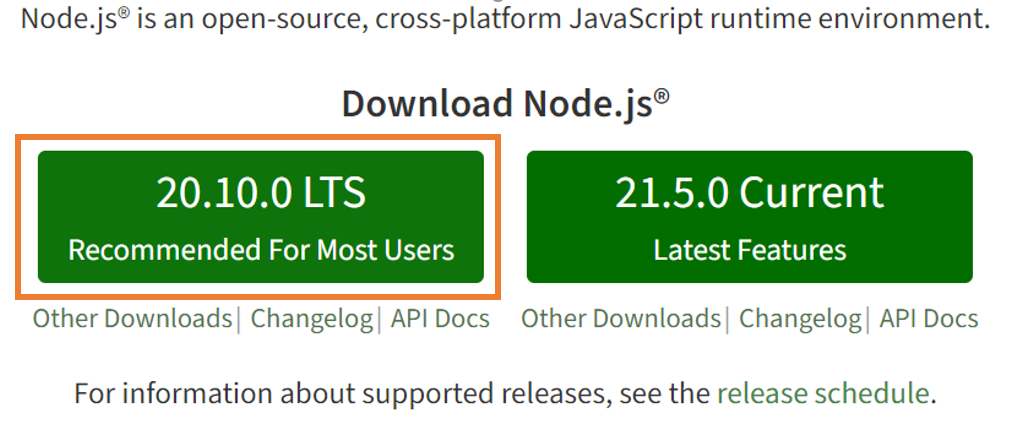 Node.js® is an open-source, cross-platform JavaScript runtime environment.
Download Node.js®
20.10.0 LTS
Recommended For Most Users
21.5.0 Current
Latest Features
Other Downloads| Changelog| API Docs
Other Downloads| Changelog| API Docs
For information about supported releases, see the release schedule.